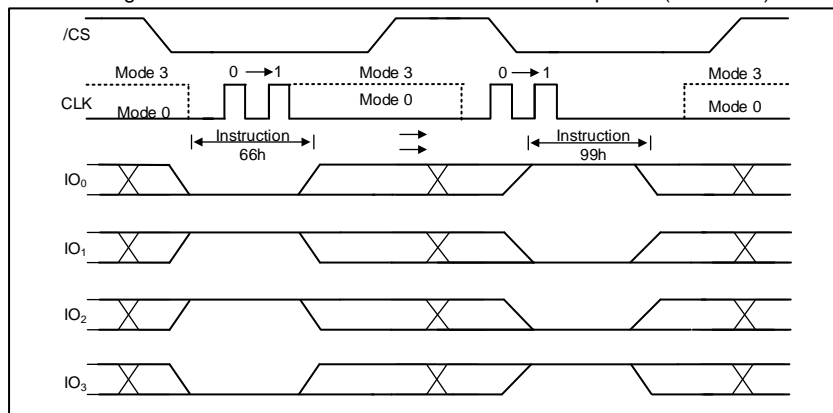 /CS
Mode 3 0 1 Mode 3 0 1 Mode 3
CLK Mode 0 Mode 0 Mode 0
Instruction Instruction
66h 99h
IO0
IO1
IO2
IO3